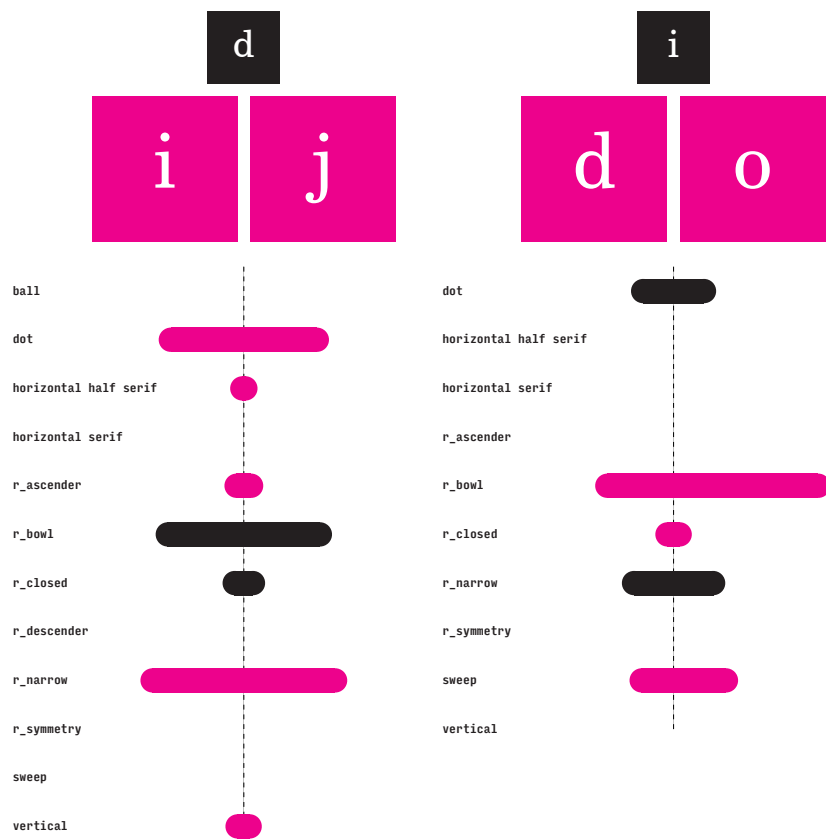 d
i j
ball
dot
horizontal half serif
horizontal serif
r_ascender
r_bowl
r_closed
r_descender
r_narrow
r_symmetry
sweep
vertical
i
d o
dot
horizontal half serif
horizontal serif
r_ascender
r_bowl
r_closed
r_narrow
r_symmetry
sweep
vertical